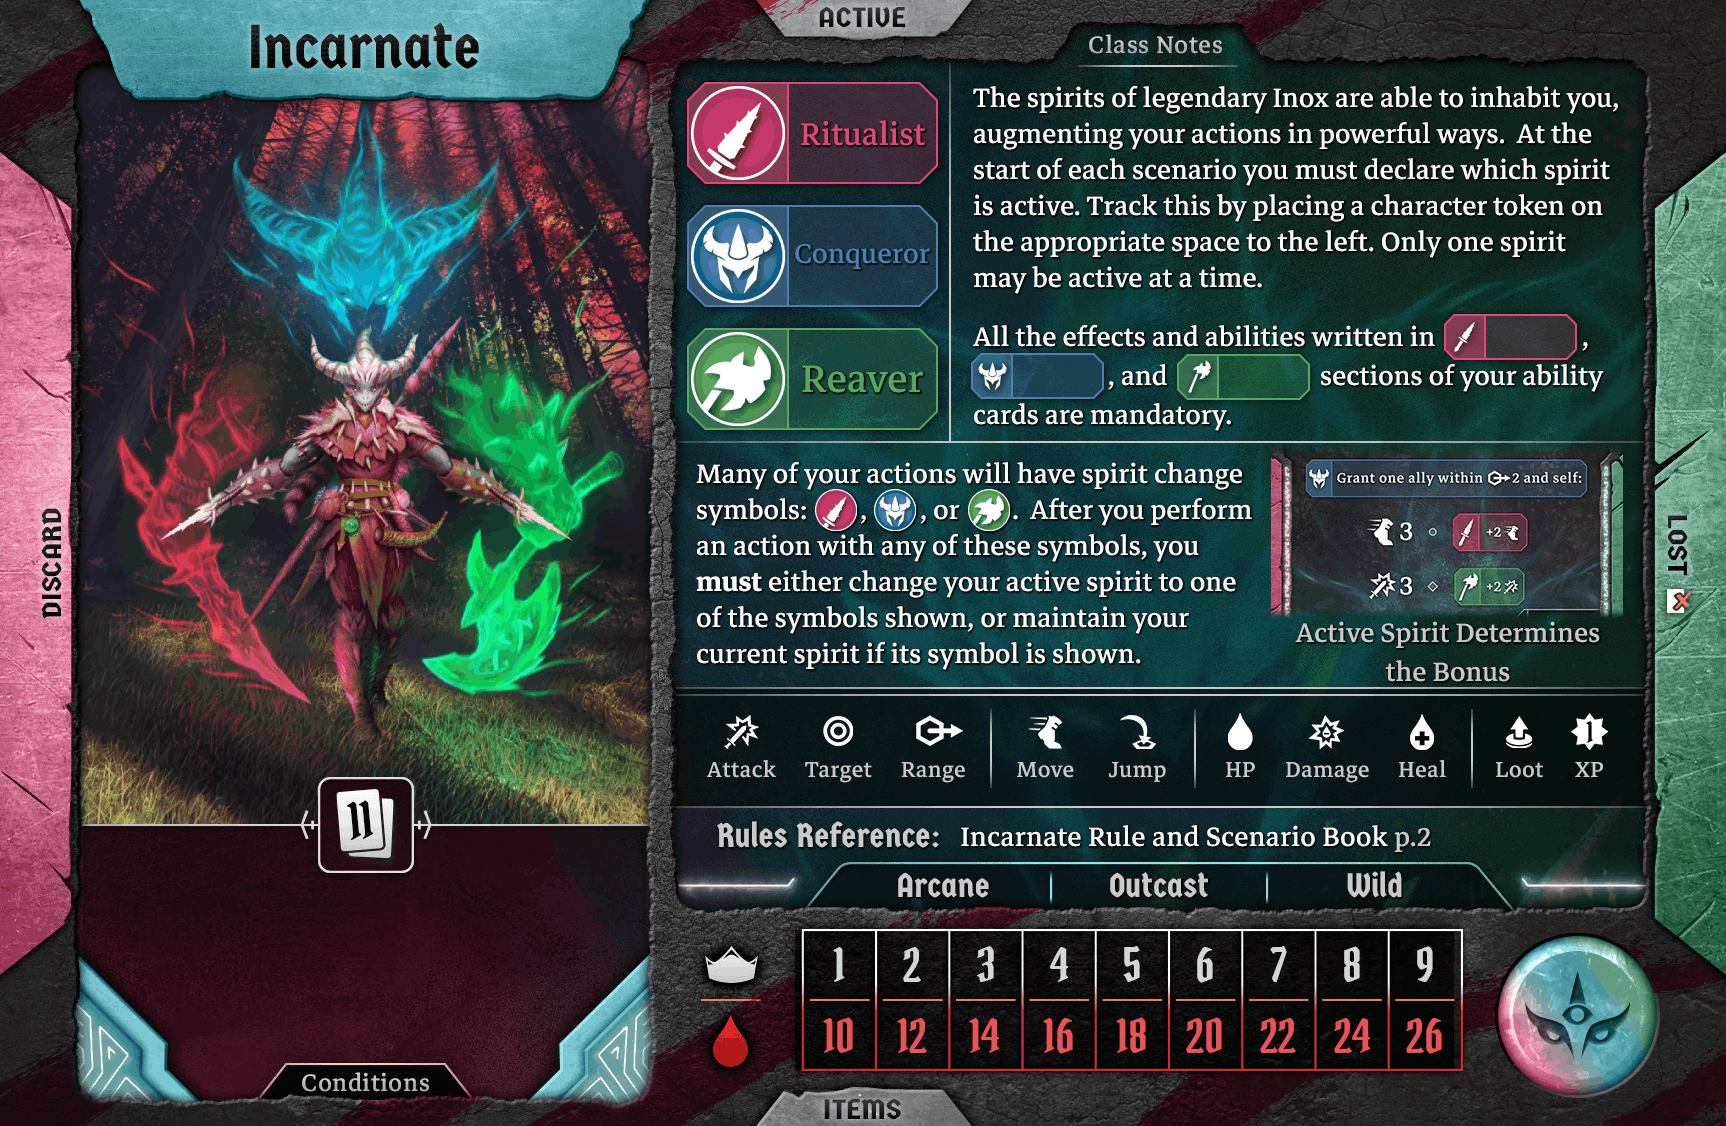 Incarnate
ACTIVE
Class Notes
Ritualist
Conqueror
Reaver
The spirits of legendary Inox are able to inhabit you,
augmenting your actions in powerful ways. At the
start of each scenario you must declare which spirit
is active. Track this by placing a character token on
the appropriate space to the left. Only one spirit
may be active at a time.
All the effects and abilities written in ,
, and sections of your ability
cards are mandatory.
Many of your actions will have spirit change
symbols: , , or . After you perform
an action with any of these symbols, you
must either change your active spirit to one
of the symbols shown, or maintain your
current spirit if its symbol is shown.
Grant one ally within 2 and self:
3 +2
3 +2
Active Spirit Determines
the Bonus
Attack Target Range Move Jump HP Damage Heal Loot 1 XP
Rules Reference: Incarnate Rule and Scenario Book p.2
Arcane Outcast Wild
1 2 3 4 5 6 7 8 9
10 12 14 16 18 20 22 24 26
11
Conditions
DISCARD
LOST
ITEMS